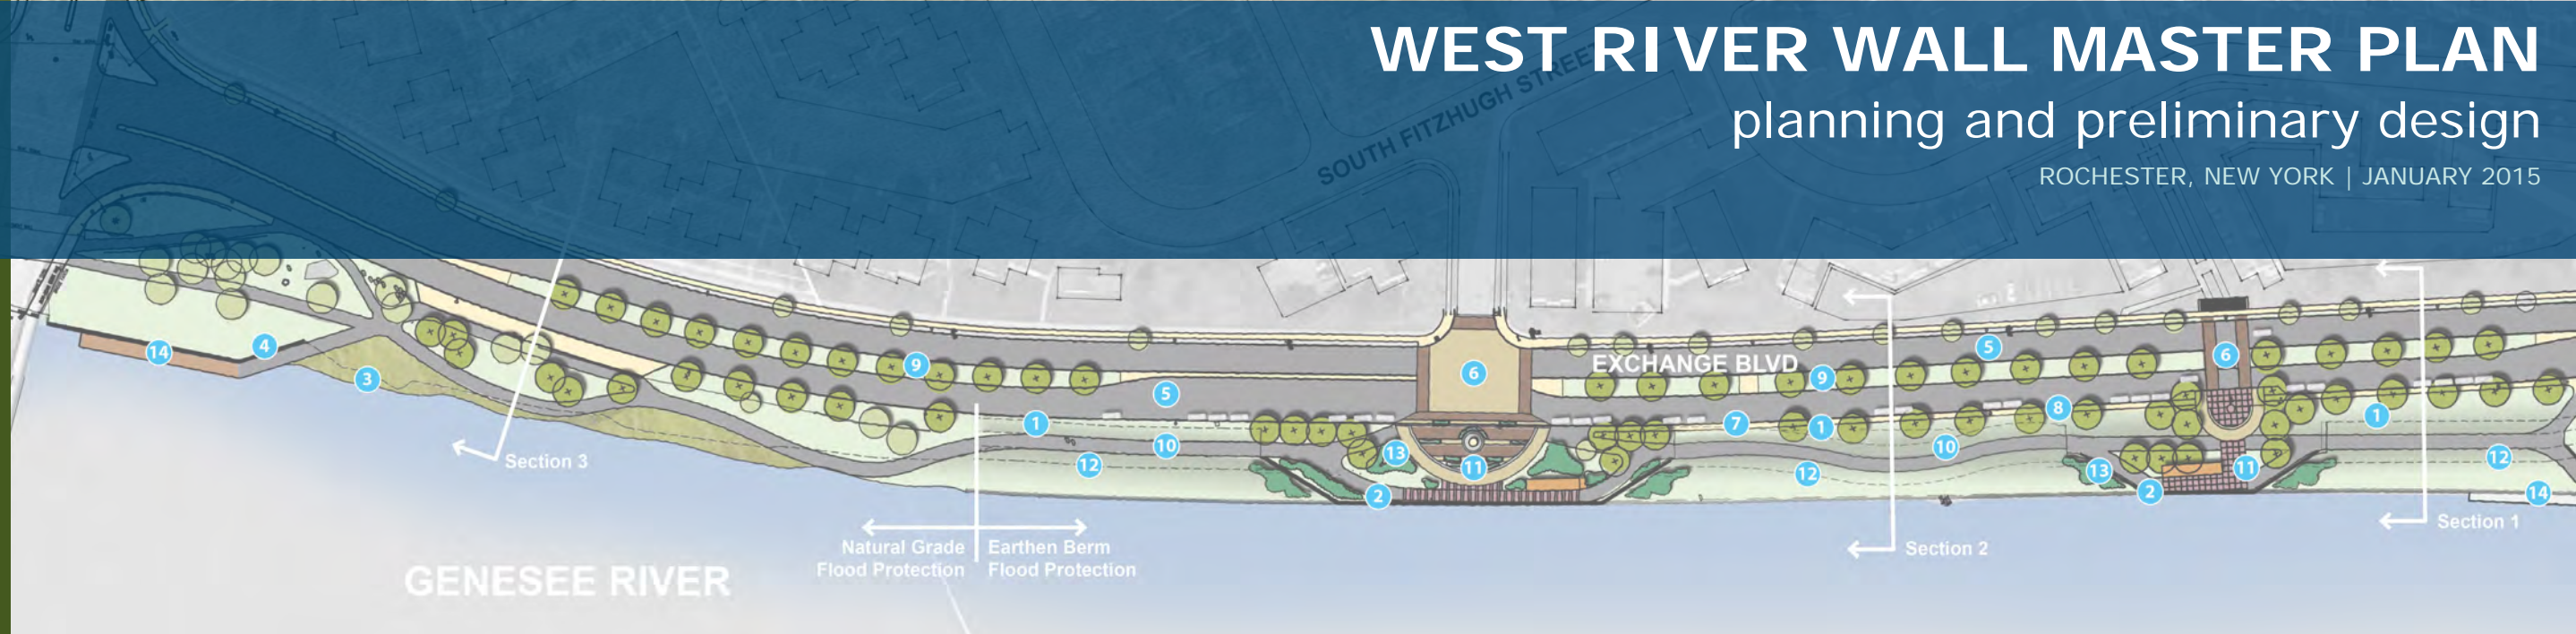 WEST RIVER WALL MASTER PLAN
planning and preliminary design
ROCHESTER, NEW YORK | JANUARY 2015
SOUTH FITZHUGH STREET
EXCHANGE BLVD
14
4
3
9
5
1
10
12
6
13
11
2
7
1
9
5
8
10
12
6
13
2
11
1
12
14
Section 3
Natural Grade
Flood Protection
Earthen Berm
Flood Protection
Section 2
Section 1
GENESEE RIVER